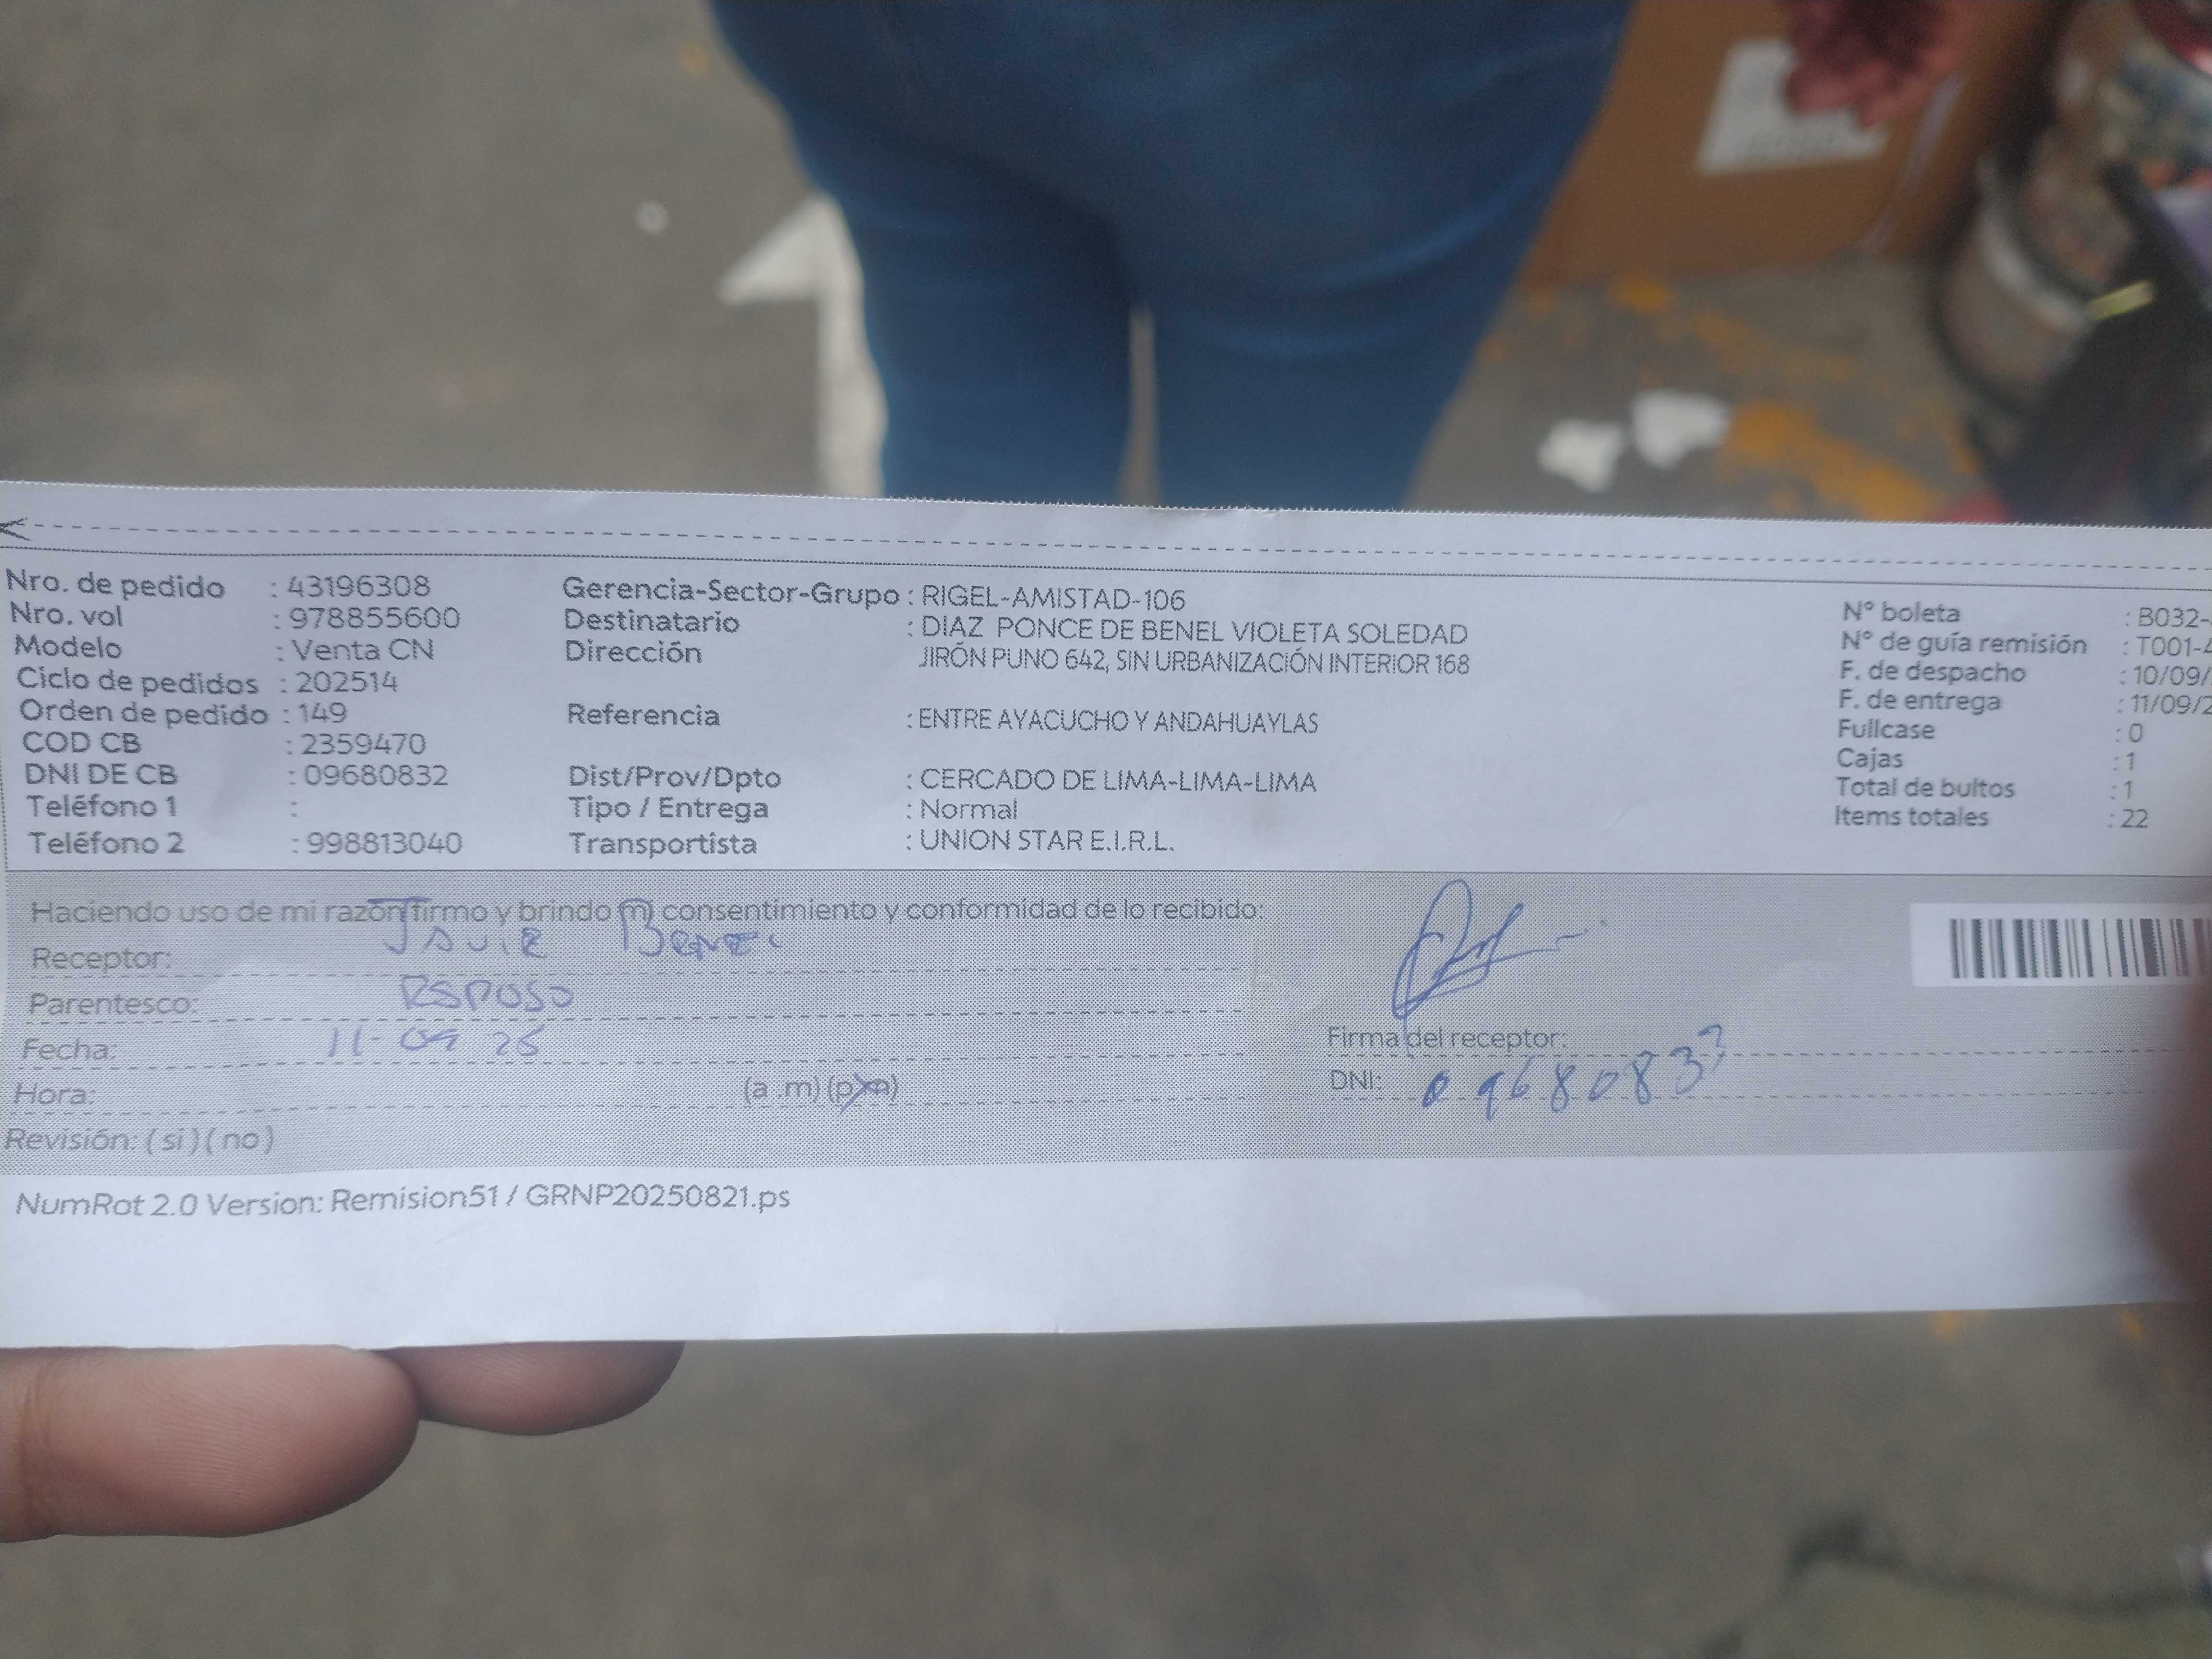 Nro. de pedido : 43196308
Nro. vol : 978855600
Modelo : Venta CN
Ciclo de pedidos : 202514
Orden de pedido : 149
COD CB : 2359470
DNI DE CB : 09680832
Teléfono 1 :
Teléfono 2 : 998813040
Gerencia-Sector-Grupo : RIGEL-AMISTAD-106
Destinatario : DIAZ PONCE DE BENEL VIOLETA SOLEDAD
Dirección JIRÓN PUNO 642, SIN URBANIZACIÓN INTERIOR 168
Referencia : ENTRE AYACUCHO Y ANDAHUAYLAS
Dist/Prov/Dpto : CERCADO DE LIMA-LIMA-LIMA
Tipo / Entrega : Normal
Transportista : UNION STAR E.I.R.L.
N° boleta : B032-
N° de guía remisión : T001-4
F. de despacho : 10/09/
F. de entrega : 11/09/2
Fullcase : 0
Cajas : 1
Total de bultos : 1
Items totales : 22
Haciendo uso de mi razón firmo y brindo mi consentimiento y conformidad de lo recibido:
Receptor: Javie Benel
Parentesco: Esposo
Fecha: 11-09 25
Hora: (a .m) (p.m)
Revisión: ( si ) ( no )
Firma del receptor:
DNI: 09680833
NumRot 2.0 Version: Remision51 / GRNP20250821.ps